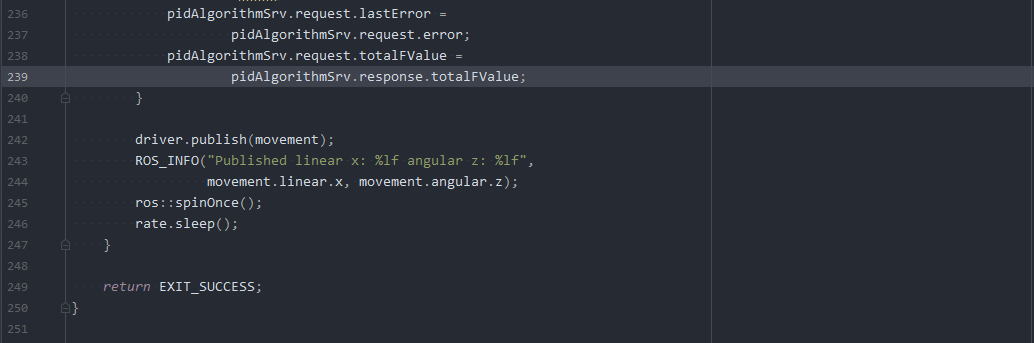 236 pidAlgorithmSrv.request.lastError =
237 pidAlgorithmSrv.request.error;
238 pidAlgorithmSrv.request.totalFValue =
239 pidAlgorithmSrv.response.totalFValue;
240 }
241
242 driver.publish(movement);
243 ROS_INFO("Published linear x: %lf angular z: %lf",
244 movement.linear.x, movement.angular.z);
245 ros::spinOnce();
246 rate.sleep();
247 }
248
249 return EXIT_SUCCESS;
250 }
251